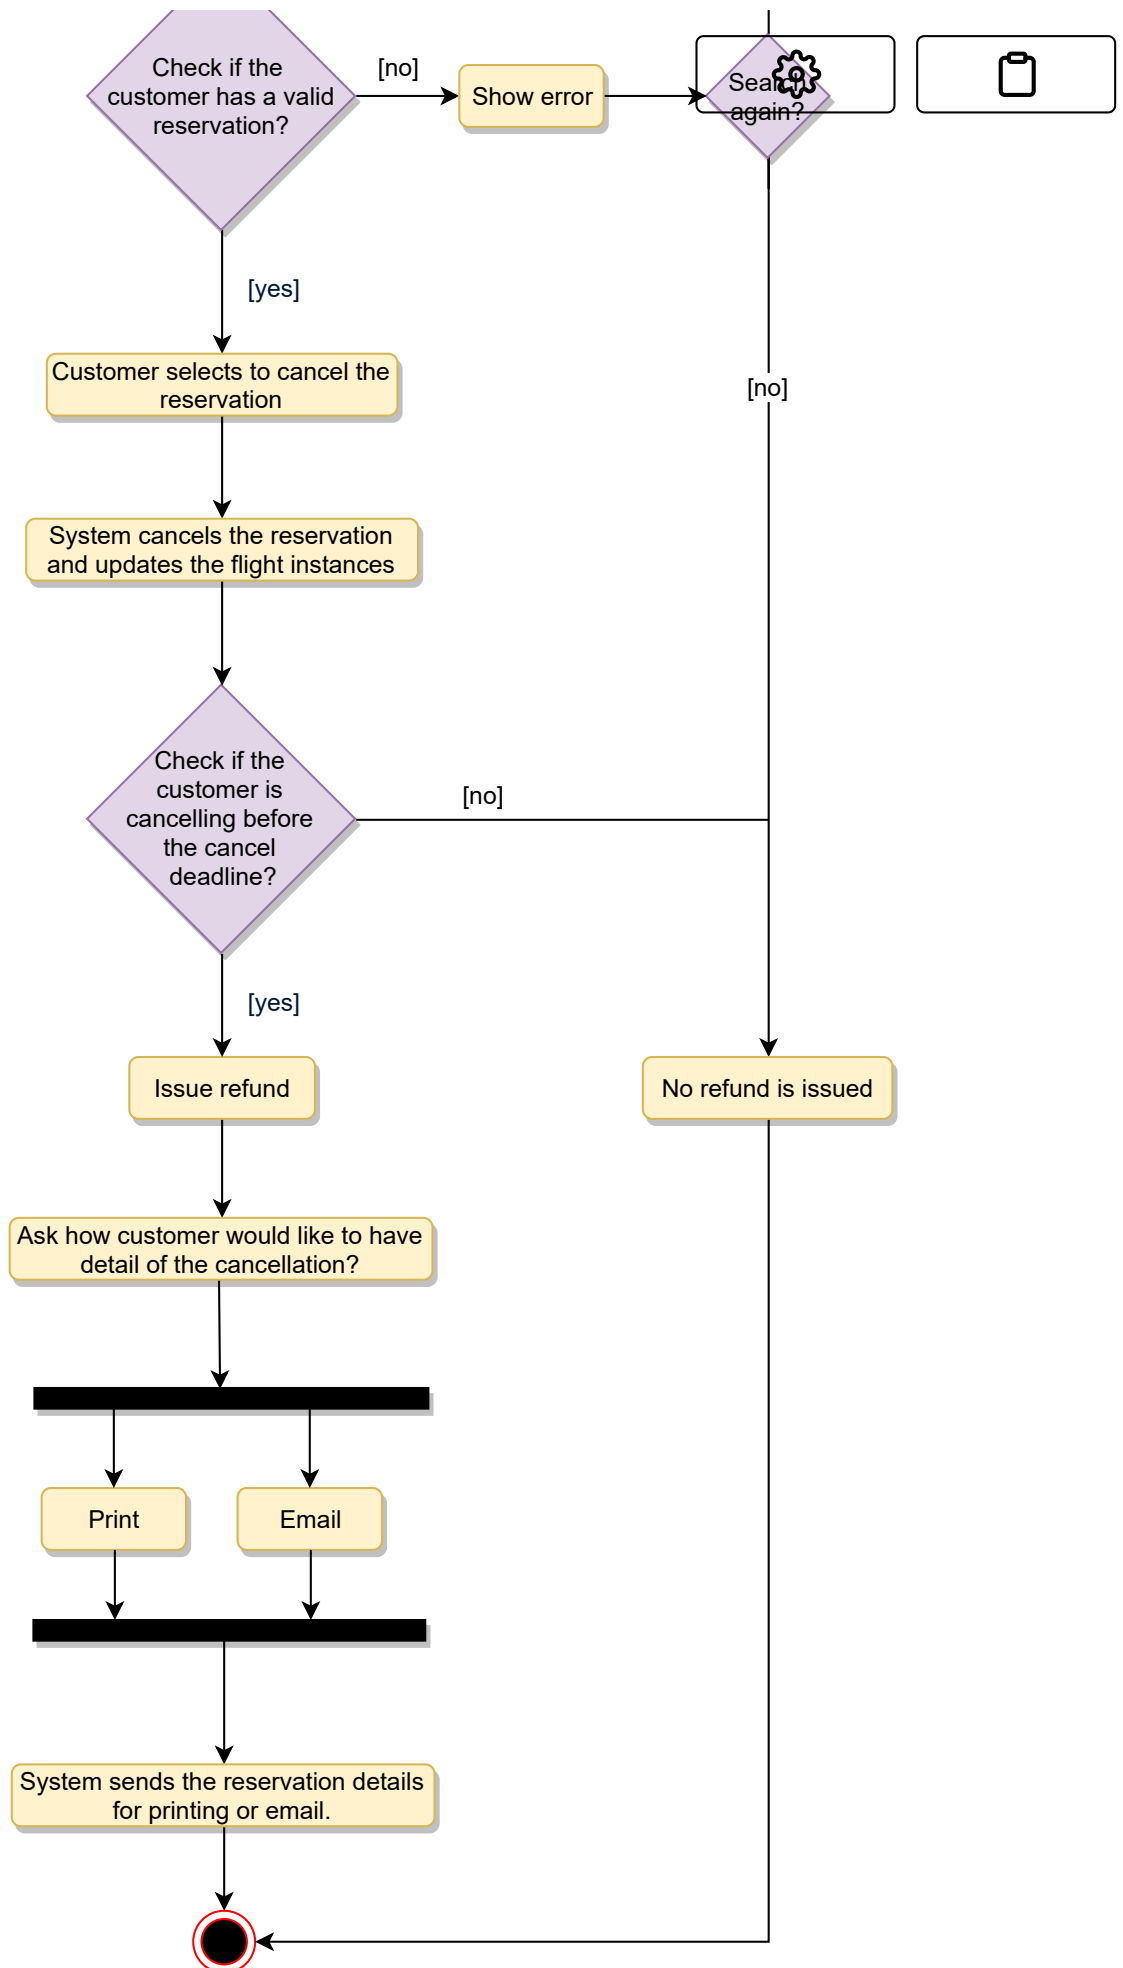 Check if the
customer has a valid
reservation?
[no]
Show error
Search
again?
[yes]
Customer selects to cancel the
reservation
[no]
System cancels the reservation
and updates the flight instances
Check if the
customer is
cancelling before
the cancel
deadline?
[no]
[yes]
Issue refund
No refund is issued
Ask how customer would like to have
detail of the cancellation?
Print
Email
System sends the reservation details
for printing or email.